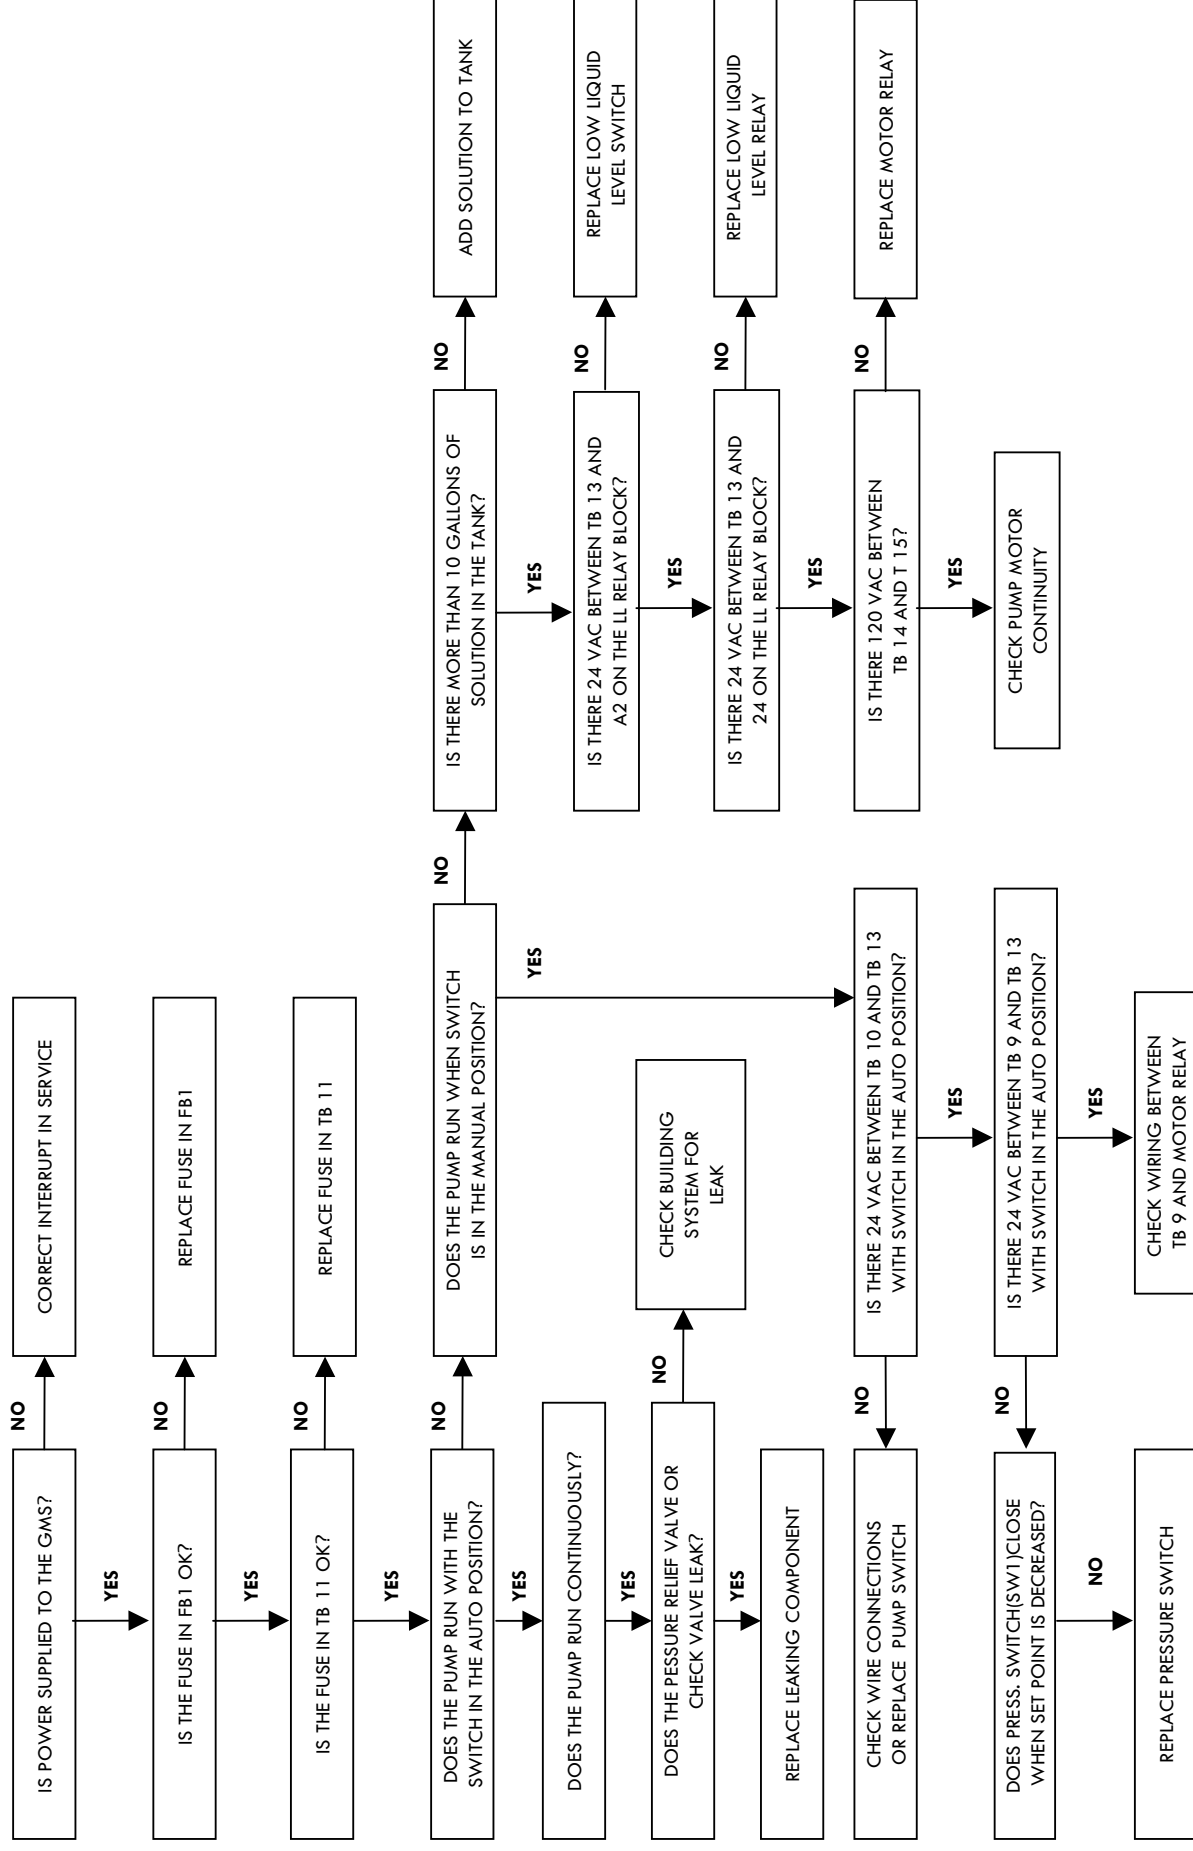 IS POWER SUPPLIED TO THE GMS?
NO
CORRECT INTERRUPT IN SERVICE
YES
IS THE FUSE IN FB1 OK?
NO
REPLACE FUSE IN FB1
YES
IS THE FUSE IN TB 11 OK?
NO
REPLACE FUSE IN TB 11
YES
DOES THE PUMP RUN WITH THE
SWITCH IN THE AUTO POSITION?
NO
DOES THE PUMP RUN WHEN SWITCH
IS IN THE MANUAL POSITION?
NO
IS THERE MORE THAN 10 GALLONS OF
SOLUTION IN THE TANK?
NO
ADD SOLUTION TO TANK
YES
YES
YES
DOES THE PUMP RUN CONTINUOUSLY?
IS THERE 24 VAC BETWEEN TB 13 AND
A2 ON THE LL RELAY BLOCK?
NO
REPLACE LOW LIQUID
LEVEL SWITCH
YES
YES
DOES THE PESSURE RELIEF VALVE OR
CHECK VALVE LEAK?
NO
CHECK BUILDING
SYSTEM FOR
LEAK
IS THERE 24 VAC BETWEEN TB 13 AND
24 ON THE LL RELAY BLOCK?
NO
REPLACE LOW LIQUID
LEVEL RELAY
YES
YES
REPLACE LEAKING COMPONENT
CHECK WIRE CONNECTIONS
OR REPLACE PUMP SWITCH
NO
IS THERE 24 VAC BETWEEN TB 10 AND TB 13
WITH SWITCH IN THE AUTO POSITION?
IS THERE 120 VAC BETWEEN
TB 14 AND T 15?
NO
REPLACE MOTOR RELAY
YES
YES
DOES PRESS. SWITCH(SW1)CLOSE
WHEN SET POINT IS DECREASED?
NO
IS THERE 24 VAC BETWEEN TB 9 AND TB 13
WITH SWITCH IN THE AUTO POSITION?
CHECK PUMP MOTOR
CONTINUITY
NO
YES
REPLACE PRESSURE SWITCH
CHECK WIRING BETWEEN
TB 9 AND MOTOR RELAY